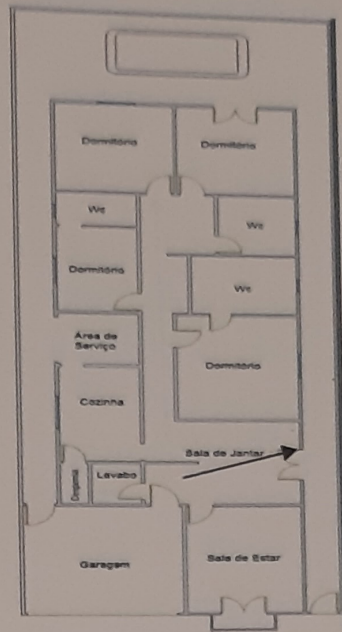 Dormitório
Dormitório
Wc
Wc
Dormitório
Wc
Área de
Serviço
Dormitório
Cozinha
Sala de Jantar
Despensa
Lavabo
Garagem
Sala de Estar